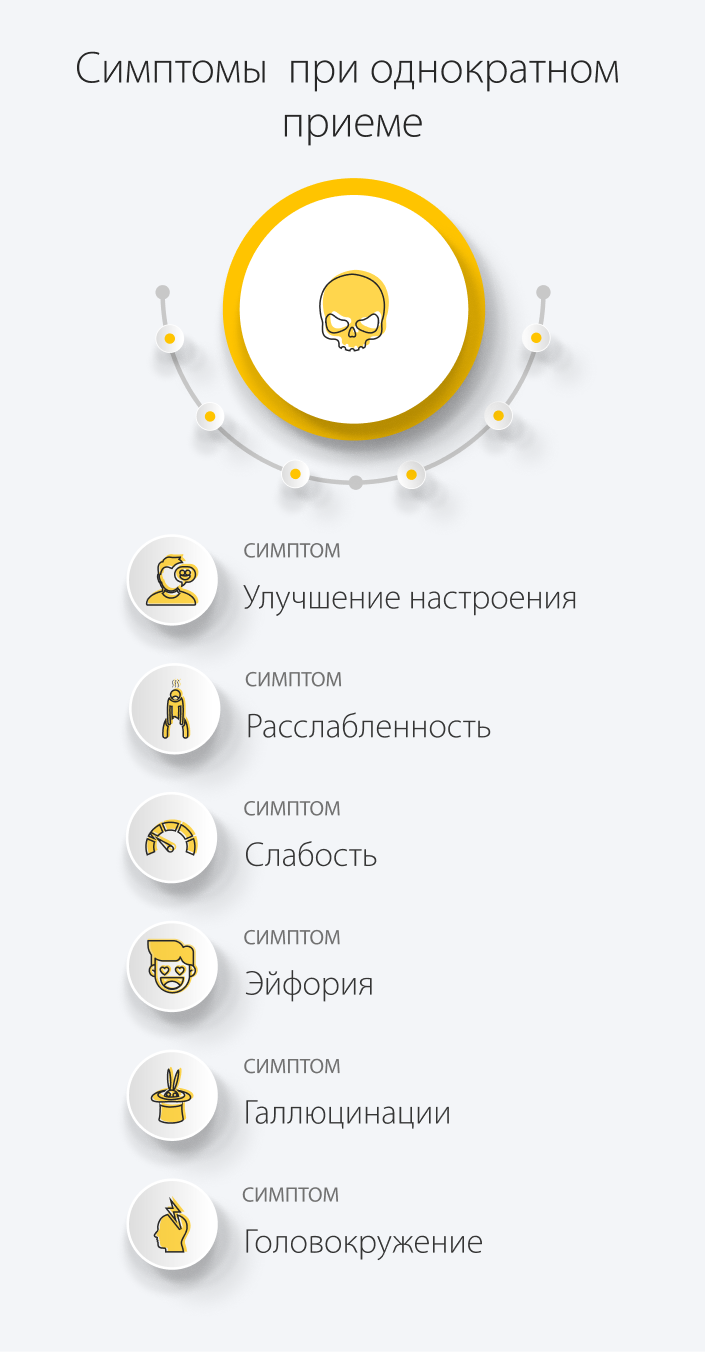 Симптомы при однократном
приеме
СИМПТОМ
Улучшение настроения
СИМПТОМ
Расслабленность
СИМПТОМ
Слабость
СИМПТОМ
Эйфория
СИМПТОМ
Галлюцинации
СИМПТОМ
Головокружение